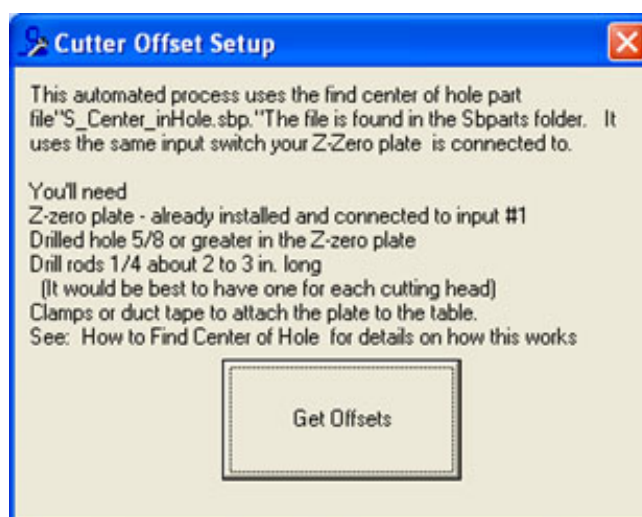 Cutter Offset Setup
This automated process uses the find center of hole part
file"S_Center_inHole.sbp."The file is found in the Sbparts folder. It
uses the same input switch your Z-Zero plate is connected to.
You'll need
Z-zero plate - already installed and connected to input #1
Drilled hole 5/8 or greater in the Z-zero plate
Drill rods 1/4 about 2 to 3 in. long
(It would be best to have one for each cutting head)
Clamps or duct tape to attach the plate to the table.
See: How to Find Center of Hole for details on how this works
Get Offsets